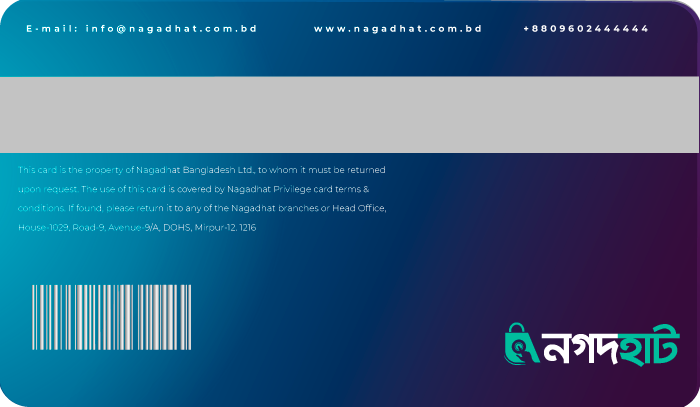 E-mail: info@nagadhat.com.bd www.nagadhat.com.bd +8809602444444
This card is the property of Nagadhat Bangladesh Ltd., to whom it must be returned
upon request. The use of this card is covered by Nagadhat Privilege card terms &
conditions. If found, please return it to any of the Nagadhat branches or Head Office,
House-1029, Road-9, Avenue-9/A, DOHS, Mirpur-12, 1216
নগদহাট